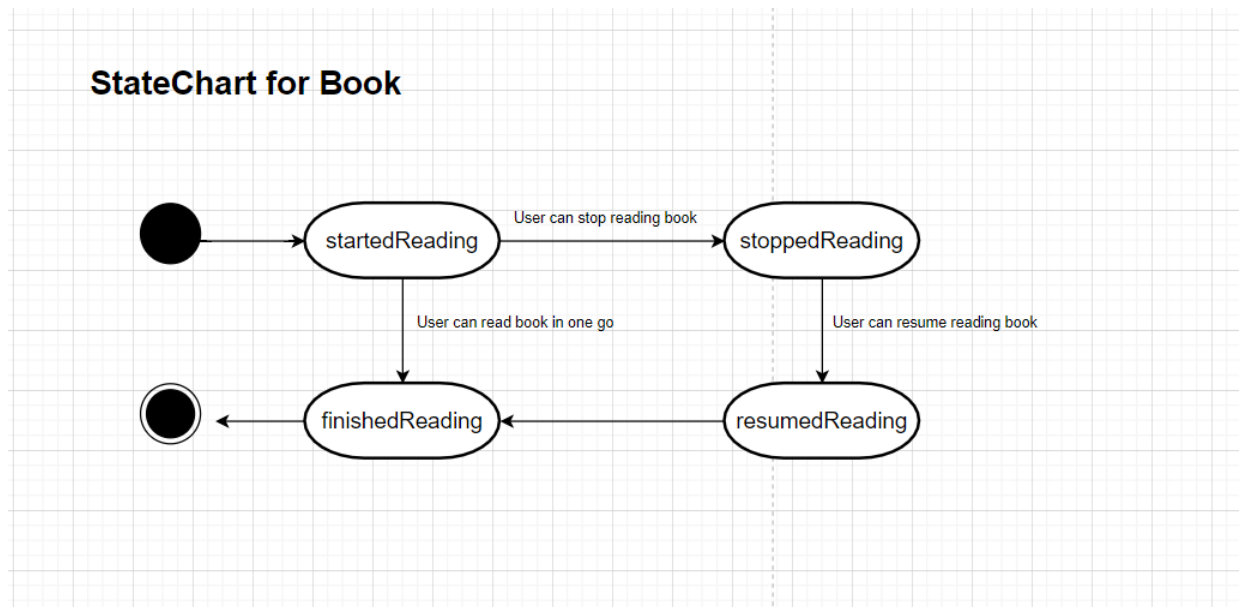 StateChart for Book
User can stop reading book
startedReading
stoppedReading
User can read book in one go
User can resume reading book
finishedReading
resumedReading